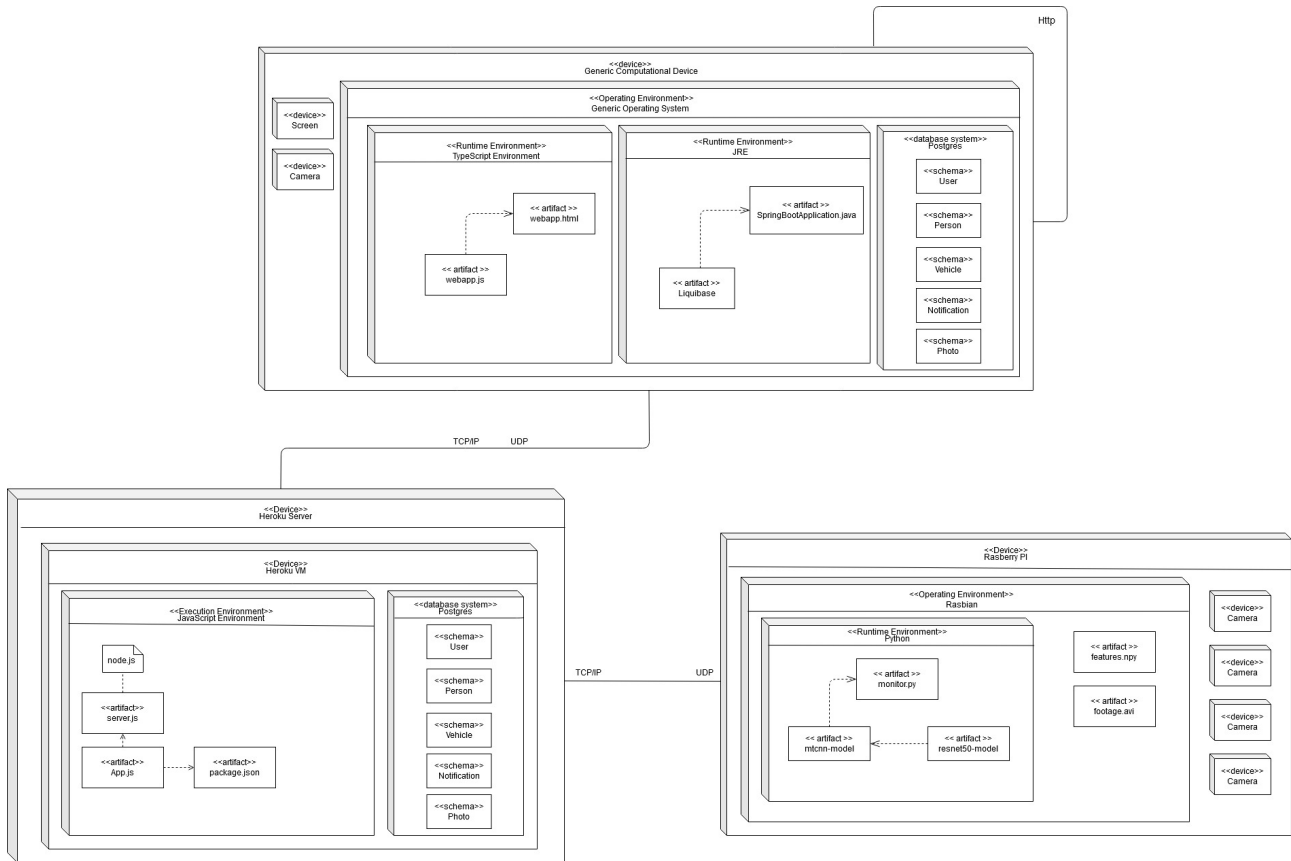 Http
<<device>>
Generic Computational Device
<<device>>
Screen
<<device>>
Camera
<<Operating Environment>>
Generic Operating System
<<Runtime Environment>>
TypeScript Environment
<< artifact >>
webapp.html
<< artifact >>
webapp.js
<<Runtime Environment>>
JRE
<< artifact >>
SpringBootApplication.java
<< artifact >>
Liquibase
<<database system>>
Postgres
<<schema>>
User
<<schema>>
Person
<<schema>>
Vehicle
<<schema>>
Notification
<<schema>>
Photo
TCP/IP UDP
<<Device>>
Heroku Server
<<Device>>
Heroku VM
<<Execution Environment>>
JavaScript Environment
node.js
<<artifact>>
server.js
<<artifact>>
App.js
<<artifact>>
package.json
<<database system>>
Postgres
<<schema>>
User
<<schema>>
Person
<<schema>>
Vehicle
<<schema>>
Notification
<<schema>>
Photo
TCP/IP UDP
<<Device>>
Rasberry PI
<<Operating Environment>>
Rasbian
<<Runtime Environment>>
Python
<< artifact >>
monitor.py
<< artifact >>
mtcnn-model
<< artifact >>
resnet50-model
<< artifact >>
features.npy
<< artifact >>
footage.avi
<<device>>
Camera
<<device>>
Camera
<<device>>
Camera
<<device>>
Camera